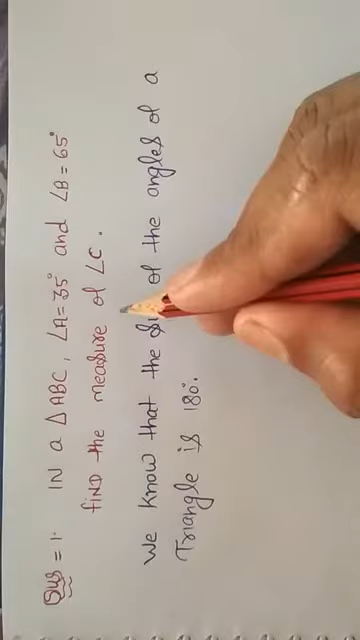 Qus = 1. IN a △ ABC, ∠A = 35° and ∠B = 65°
fiND the measure of ∠C.
We know that the of the angles of a
Triangle is 180°.